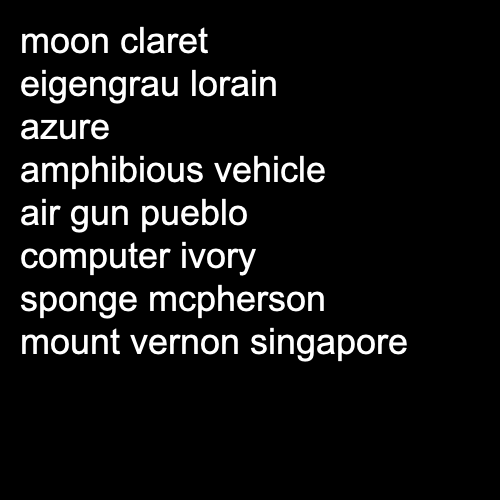 moon claret
eigengrau lorain
azure
amphibious vehicle
air gun pueblo
computer ivory
sponge mcpherson
mount vernon singapore